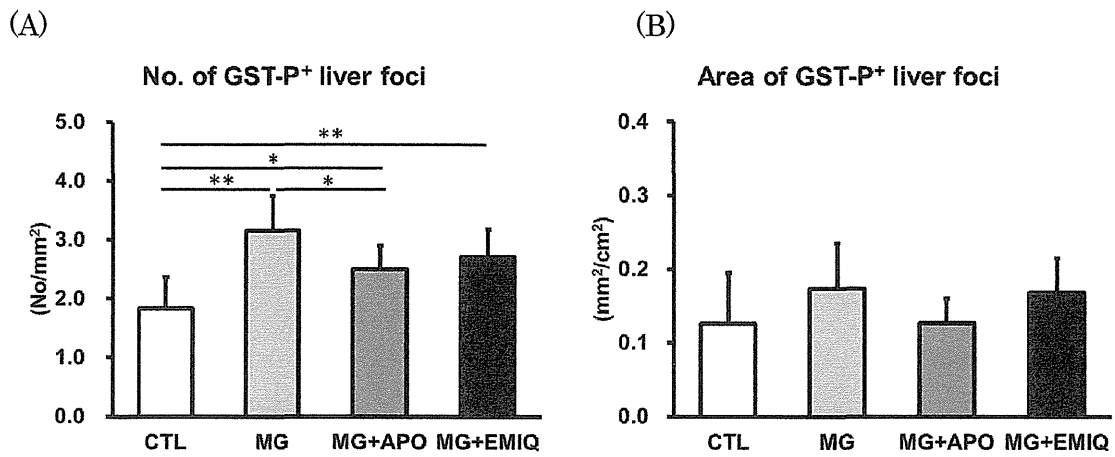 (A)
No. of GST-P⁺ liver foci
(No/mm²)
5.0
4.0
3.0
2.0
1.0
0.0
**
*
** *
CTL MG MG+APO MG+EMIQ
(B)
Area of GST-P⁺ liver foci
(mm²/cm²)
0.4
0.3
0.2
0.1
0.0
CTL MG MG+APO MG+EMIQ